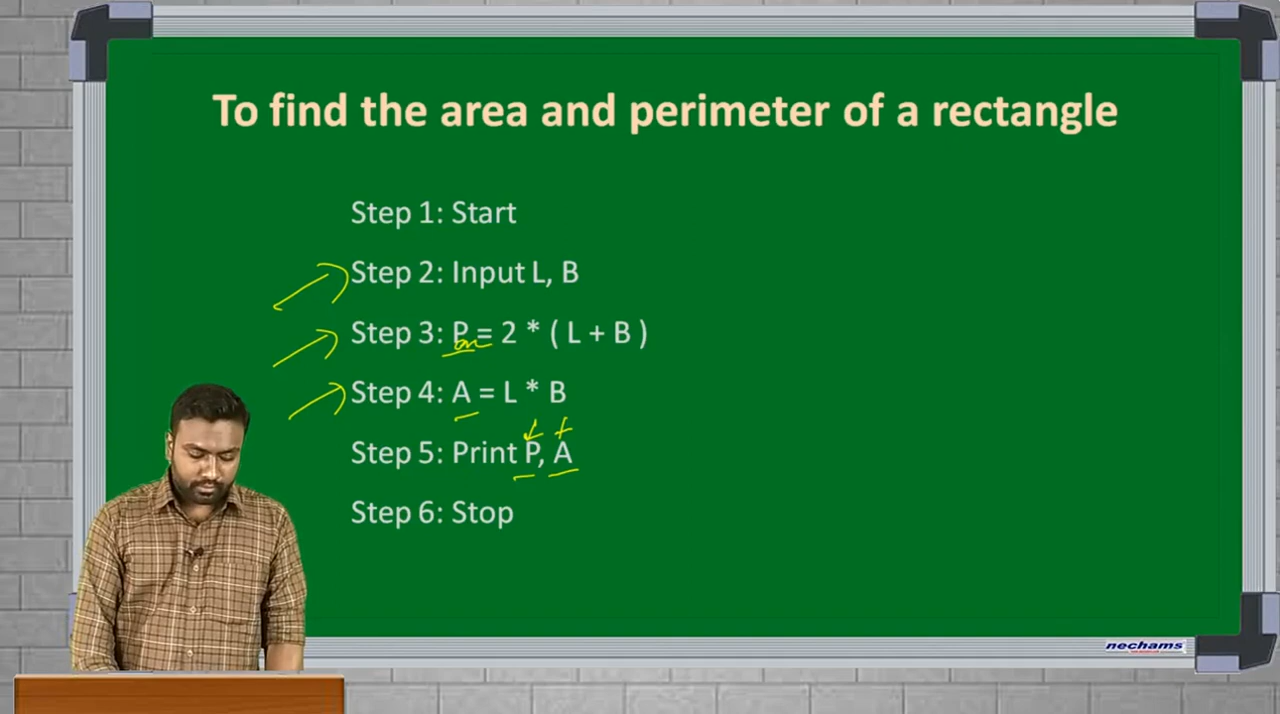 To find the area and perimeter of a rectangle
Step 1: Start
Step 2: Input L, B
Step 3: P = 2 * ( L + B )
Step 4: A = L * B
Step 5: Print P, A
Step 6: Stop
nechams